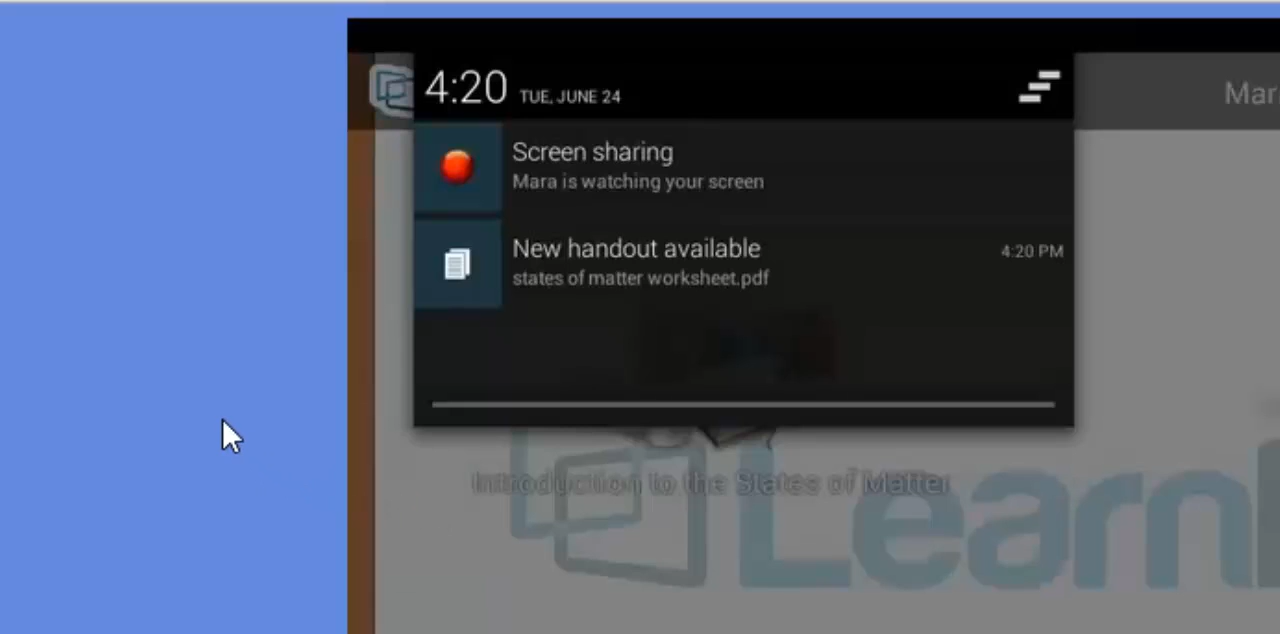 4:20 TUE, JUNE 24
Mar
Screen sharing
Mara is watching your screen
New handout available 4:20 PM
states of matter worksheet.pdf
Introduction to the States of Matter
Learn